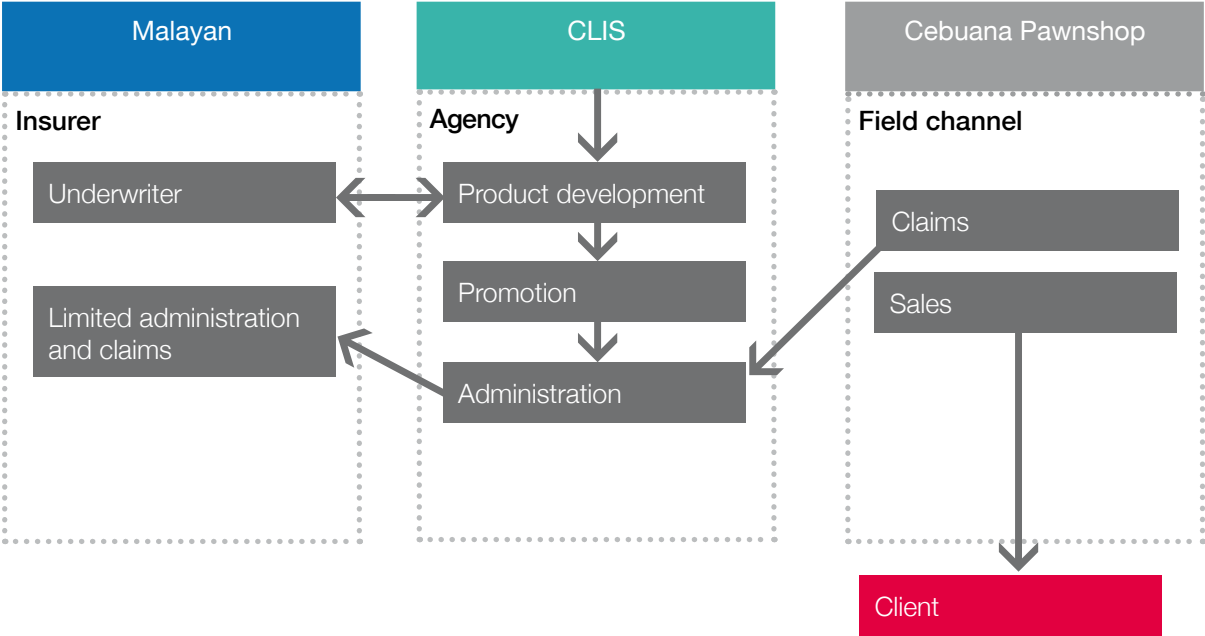 Malayan
CLIS
Cebuana Pawnshop
Insurer
Agency
Field channel
Underwriter
Product development
Claims
Limited administration
and claims
Promotion
Sales
Administration
Client